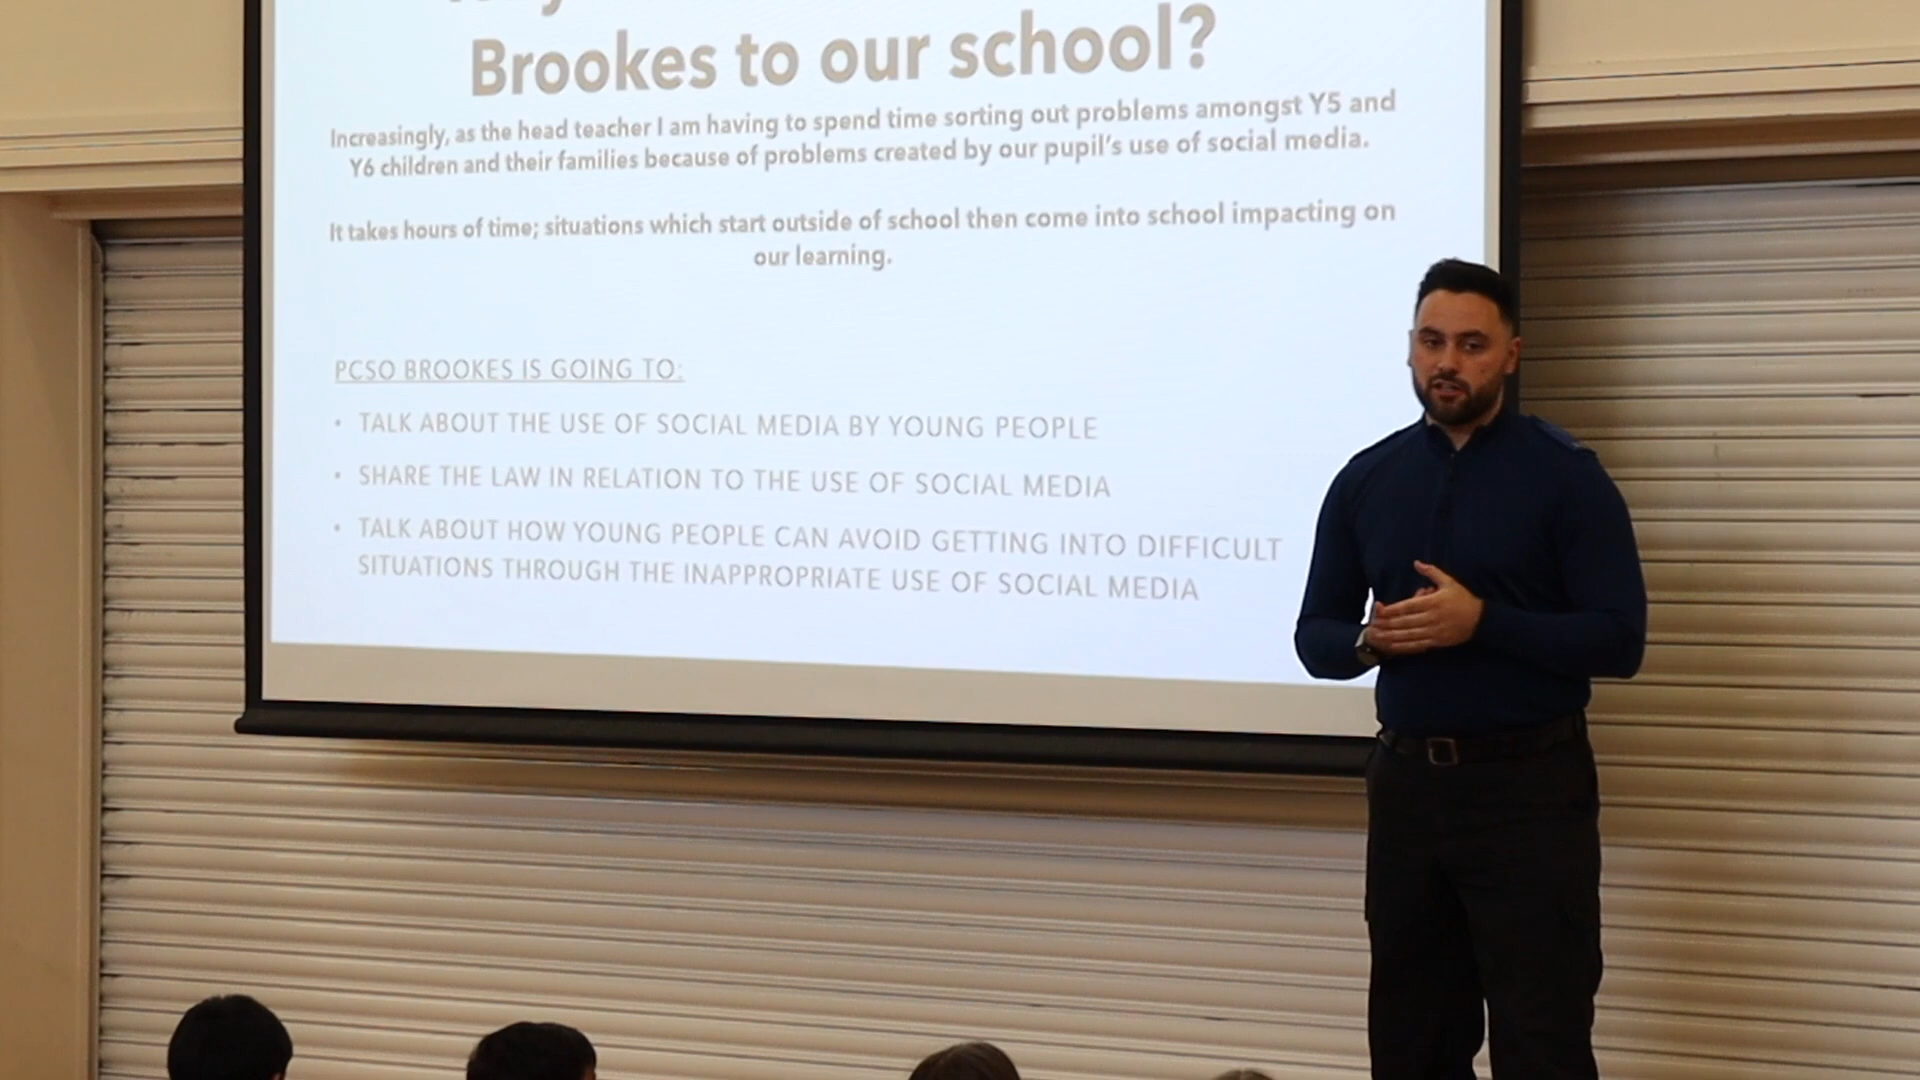 Brookes to our school?
Increasingly, as the head teacher I am having to spend time sorting out problems amongst Y5 and
Y6 children and their families because of problems created by our pupil's use of social media.
It takes hours of time; situations which start outside of school then come into school impacting on
our learning.
PCSO BROOKES IS GOING TO:
• TALK ABOUT THE USE OF SOCIAL MEDIA BY YOUNG PEOPLE
• SHARE THE LAW IN RELATION TO THE USE OF SOCIAL MEDIA
• TALK ABOUT HOW YOUNG PEOPLE CAN AVOID GETTING INTO DIFFICULT
SITUATIONS THROUGH THE INAPPROPRIATE USE OF SOCIAL MEDIA